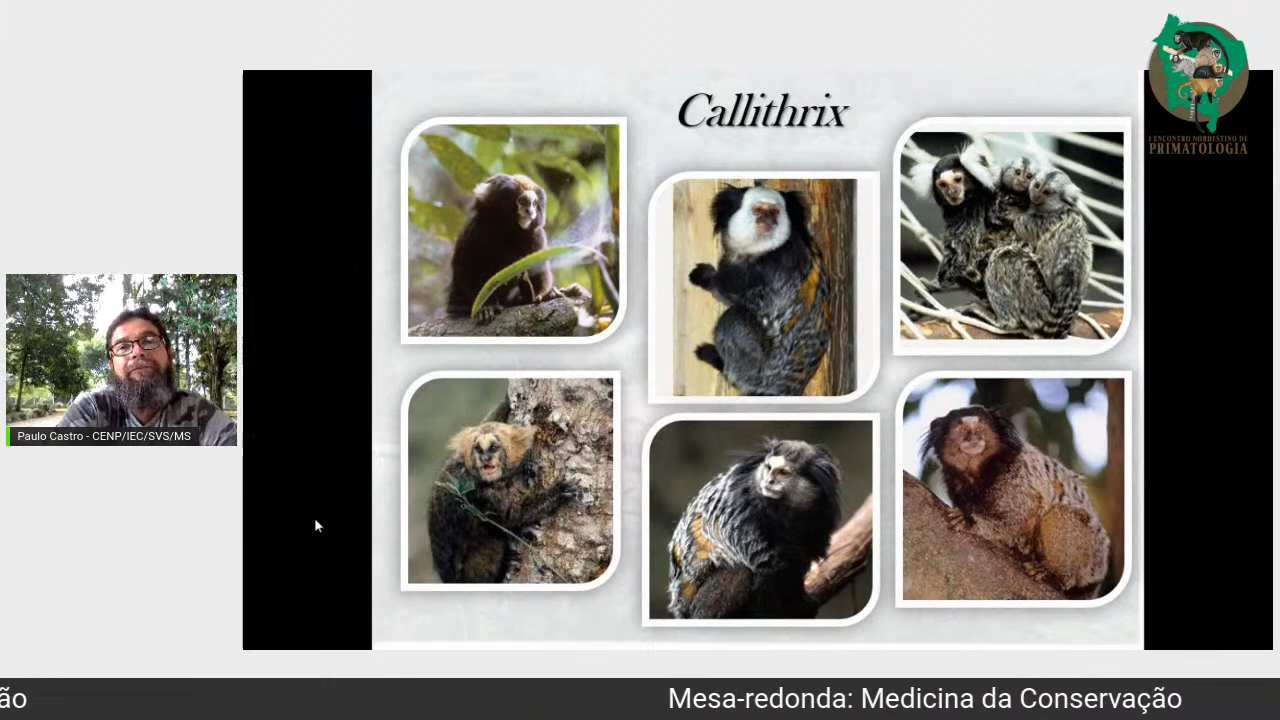 Callithrix
I ENCONTRO NORDESTINO DE
PRIMATOLOGIA
Paulo Castro - CENP/IEC/SVS/MS
ão
Mesa-redonda: Medicina da Conservação